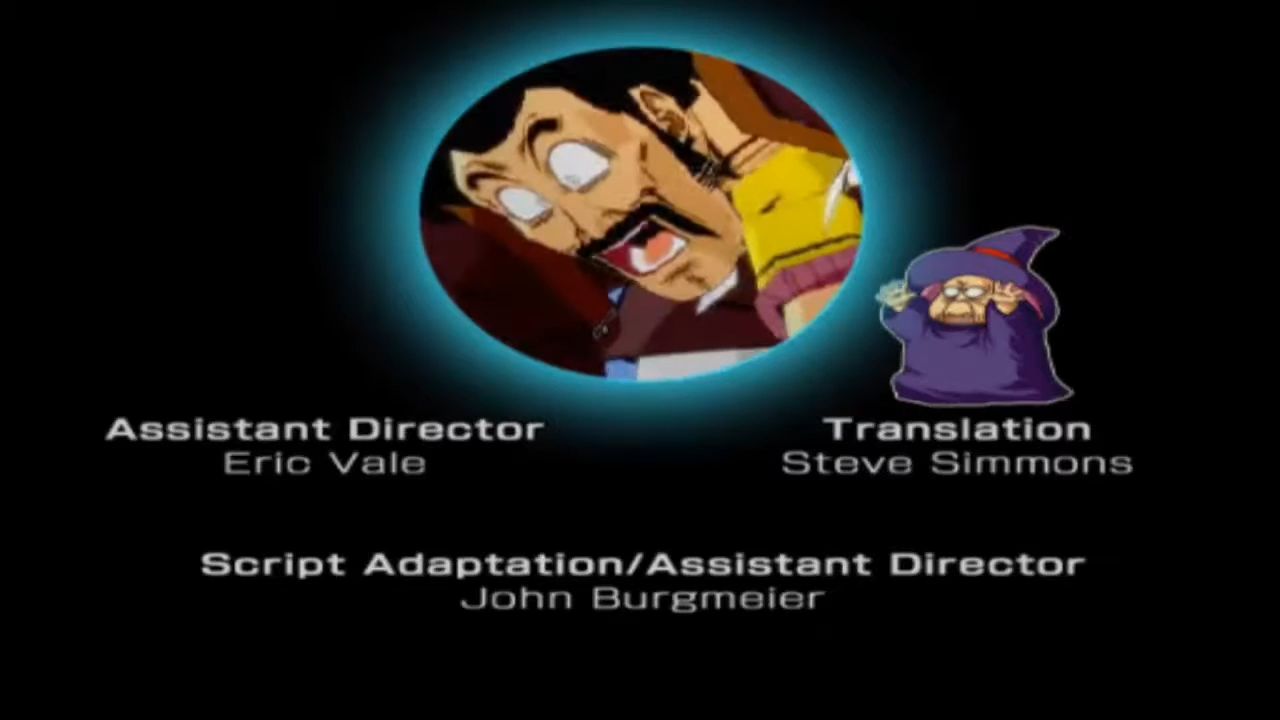 Assistant Director
Eric Vale
Translation
Steve Simmons
Script Adaptation/Assistant Director
John Burgmeier